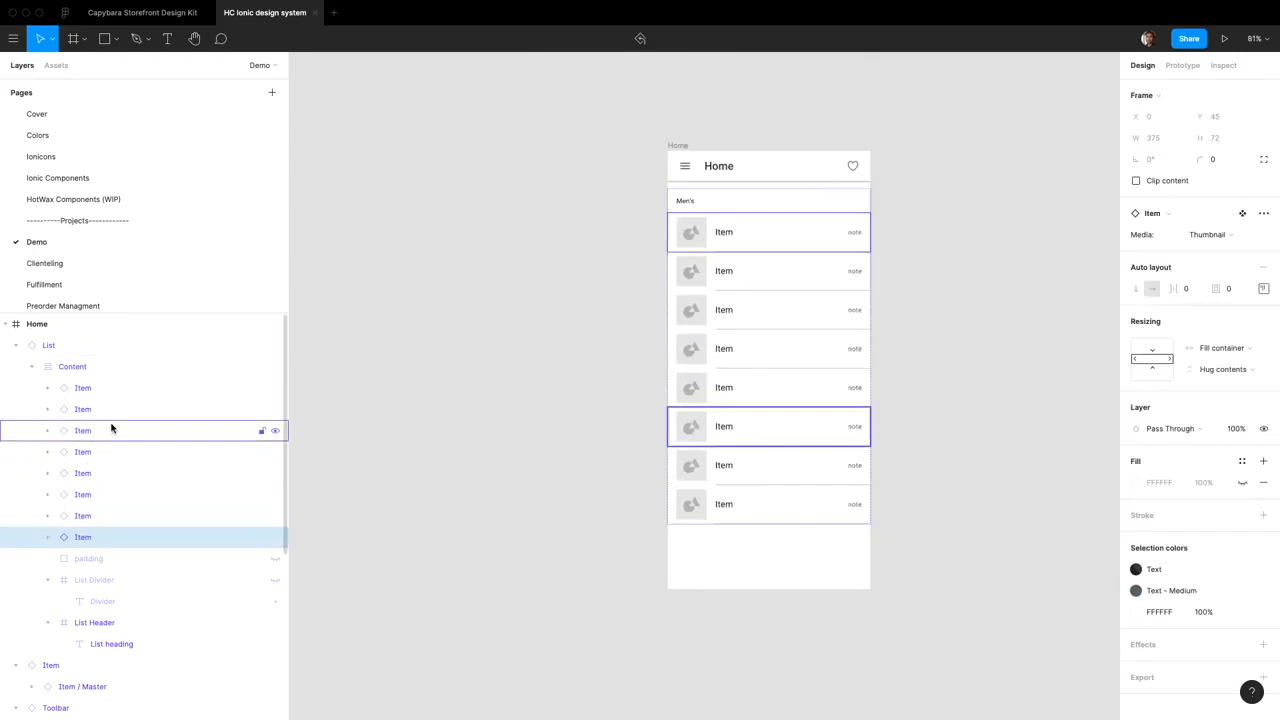 Capybara Storefront Design Kit
HC Ionic design system
Share
81%
Layers
Assets
Demo
Pages
Cover
Colors
Ionicons
Ionic Components
HotWax Components (WIP)
----------Projects------------
Demo
Clienteling
Fulfillment
Preorder Managment
Home
List
Content
Item
Item
Item
Item
Item
Item
Item
Item
padding
List Divider
Divider
List Header
List heading
Item
Item / Master
Toolbar
Home
Home
Men's
Item note
Item note
Item note
Item note
Item note
Item note
Item note
Item note
Design
Prototype
Inspect
Frame
X 0 Y 45
W 375 H 72
0° 0
Clip content
Item
Media: Thumbnail
Auto layout
0 0
Resizing
Fill container
Hug contents
Layer
Pass Through 100%
Fill
FFFFFF 100%
Stroke
Selection colors
Text
Text - Medium
FFFFFF 100%
Effects
Export
?